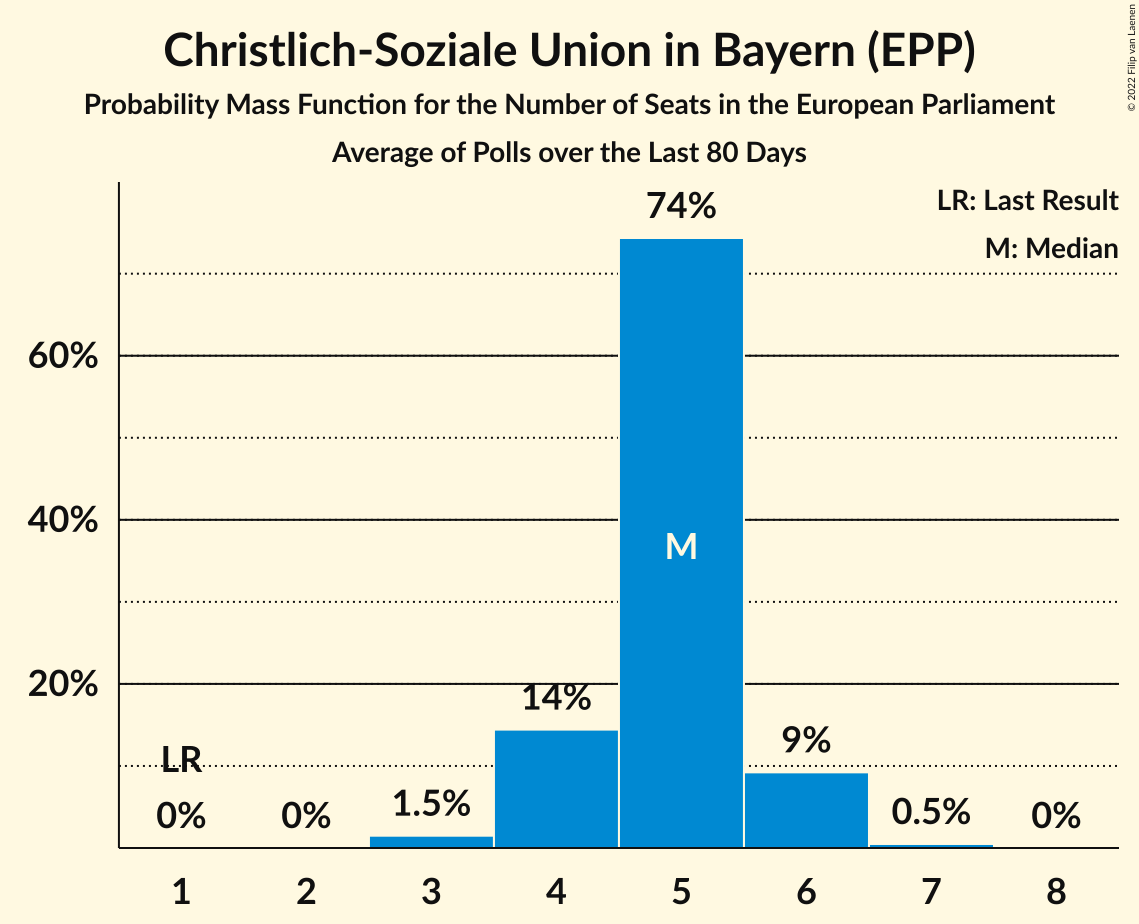 Christlich-Soziale Union in Bayern (EPP)
Probability Mass Function for the Number of Seats in the European Parliament
Average of Polls over the Last 80 Days
© 2022 Filip van Laenen
LR: Last Result
M: Median
74%
60%
40%
M
20%
14%
9%
LR
1.5%
0.5%
0%
0%
0%
1 2 3 4 5 6 7 8